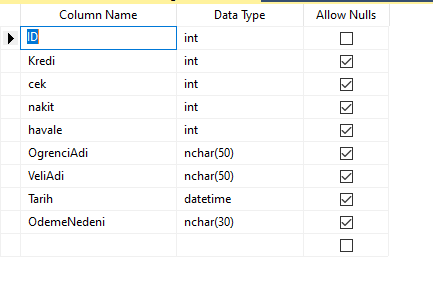 Column Name Data Type Allow Nulls
ID int
Kredi int
cek int
nakit int
havale int
OgrenciAdi nchar(50)
VeliAdi nchar(50)
Tarih datetime
OdemeNedeni nchar(30)